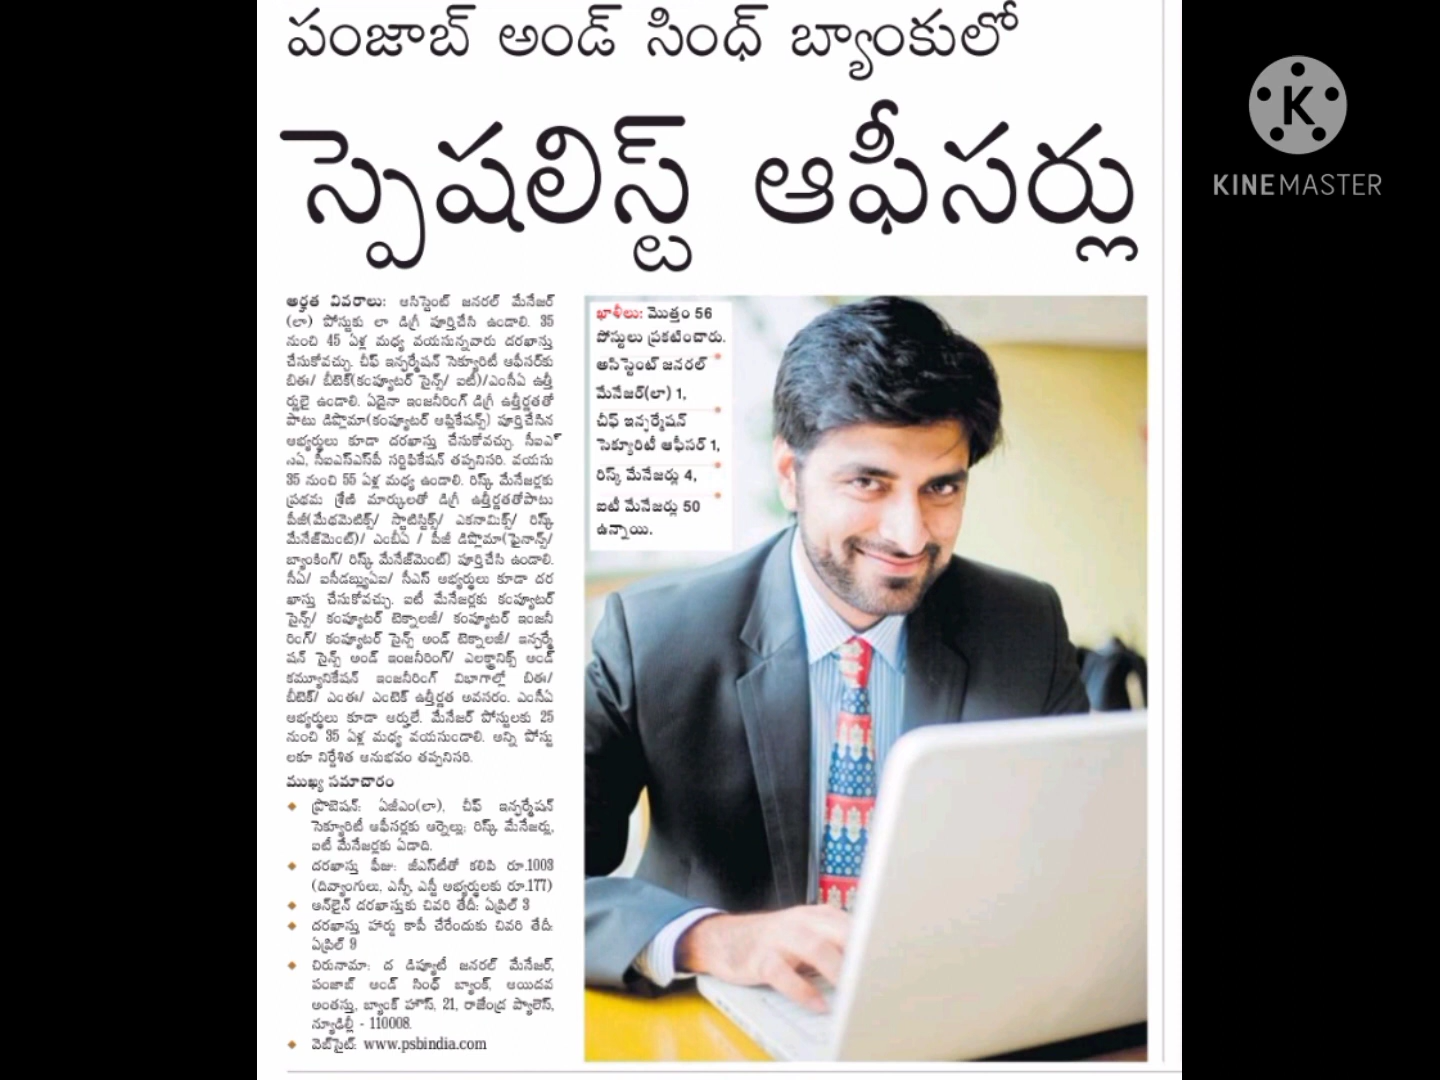 పంజాబ్ అండ్ సింధ్ బ్యాంకులో
స్పెషలిస్ట్ ఆఫీసర్లు
అర్హత వివరాలు: ఆసిస్టెంట్ జనరల్ మేనేజర్
(లా) పోస్టుకు లా డిగ్రీ పూర్తిచేసి ఉండాలి. 35
నుంచి 45 ఏళ్ల మధ్య వయసున్నవారు దరఖాస్తు
చేసుకోవచ్చు. చీఫ్ ఇన్ఫర్మేషన్ సెక్యూరిటీ ఆఫీసర్‌కు
బిఈ/ బీటెక్(కంప్యూటర్ సైన్స్/ ఐటీ)/ఎంసీఏ ఉత్తీ
ర్ణులై ఉండాలి. ఏదైనా ఇంజనీరింగ్ డిగ్రీ ఉత్తీర్ణతతో
పాటు డిప్లొమా(కంప్యూటర్ అప్లికేషన్స్) పూర్తిచేసిన
అభ్యర్థులు కూడా దరఖాస్తు చేసుకోవచ్చు. సీఐఎ
స్ఏ, సీఐఎస్ఎస్‌పీ సర్టిఫికేషన్ తప్పనిసరి. వయసు
35 నుంచి 55 ఏళ్ల మధ్య ఉండాలి. రిస్క్ మేనేజర్లకు
ప్రథమ శ్రేణి మార్కులతో డిగ్రీ ఉత్తీర్ణతతోపాటు
పీజీ(మేథమెటిక్స్/ స్టాటిస్టిక్స్/ ఎకనామిక్స్/ రిస్క్
మేనేజ్‌మెంట్)/ ఎంబీఏ / పీజీ డిప్లొమా(ఫైనాన్స్/
బ్యాంకింగ్/ రిస్క్ మేనేజ్‌మెంట్) పూర్తిచేసి ఉండాలి.
సీఏ/ ఐసీడబ్ల్యుఏఐ/ సీఎస్ అభ్యర్థులు కూడా దర
ఖాస్తు చేసుకోవచ్చు. ఐటీ మేనేజర్లకు కంప్యూటర్
సైన్స్/ కంప్యూటర్ టెక్నాలజీ/ కంప్యూటర్ ఇంజనీ
రింగ్/ కంప్యూటర్ సైన్స్ అండ్ టెక్నాలజీ/ ఇన్ఫర్మే
షన్ సైన్స్ అండ్ ఇంజనీరింగ్/ ఎలక్ట్రానిక్స్ అండ్
కమ్యూనికేషన్ ఇంజనీరింగ్ విభాగాల్లో బిఈ/
బీటెక్/ ఎంఈ/ ఎంటెక్ ఉత్తీర్ణత అవసరం. ఎంసీఏ
అభ్యర్థులు కూడా అర్హులే. మేనేజర్ పోస్టులకు 25
నుంచి 35 ఏళ్ల మధ్య వయసుండాలి. అన్ని పోస్టు
లకూ నిర్దేశిత అనుభవం తప్పనిసరి.
ముఖ్య సమాచారం
ప్రొబెషన్: ఏజీఎం(లా), చీఫ్ ఇన్ఫర్మేషన్
సెక్యూరిటీ ఆఫీసర్లకు ఆర్నెల్లు; రిస్క్ మేనేజర్లు,
ఐటీ మేనేజర్లకు ఏడాది.
దరఖాస్తు ఫీజు: జీఎస్‌టీతో కలిపి రూ.1003
(దివ్యాంగులు, ఎస్సీ, ఎస్టీ అభ్యర్థులకు రూ.177)
ఆన్‌లైన్ దరఖాస్తుకు చివరి తేదీ: ఏప్రిల్ 3
దరఖాస్తు హార్డు కాపీ చేరేందుకు చివరి తేదీ:
ఏప్రిల్ 9
చిరునామా: ద డిప్యూటీ జనరల్ మేనేజర్,
పంజాబ్ అండ్ సింధ్ బ్యాంక్, ఆయిదవ
అంతస్తు, బ్యాంక్ హౌస్, 21, రాజేంద్ర ప్యాలెస్,
న్యూఢిల్లీ - 110008.
వెబ్‌సైట్: www.psbindia.com
ఖాళీలు: మొత్తం 56
పోస్టులు ప్రకటించారు.
అసిస్టెంట్ జనరల్
మేనేజర్(లా) 1,
చీఫ్ ఇన్ఫర్మేషన్
సెక్యూరిటీ ఆఫీసర్ 1,
రిస్క్ మేనేజర్లు 4,
ఐటీ మేనేజర్లు 50
ఉన్నాయి.
KINEMASTER